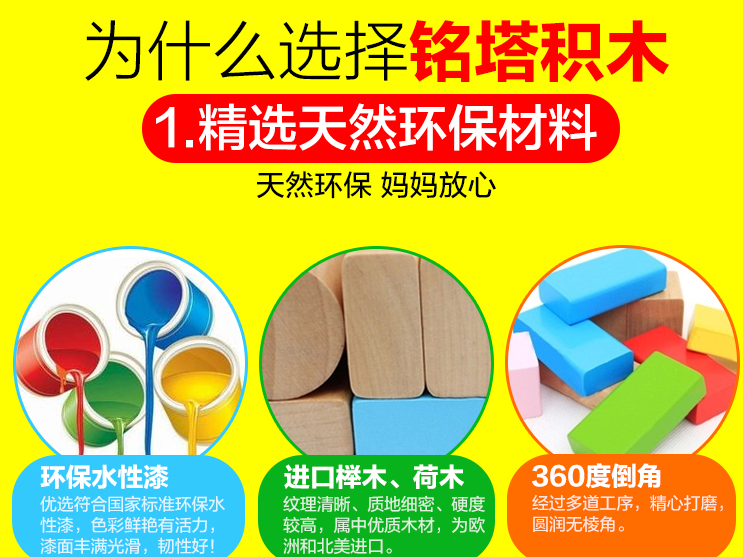 为什么选择铭塔积木
1.精选天然环保材料
天然环保 妈妈放心
环保水性漆
优选符合国家标准环保水
性漆，色彩鲜艳有活力，
漆面丰满光滑，韧性好！
进口榉木、荷木
纹理清晰、质地细密、硬度
较高，属中优质木材，为欧
洲和北美进口。
360度倒角
经过多道工序，精心打磨，
圆润无棱角。